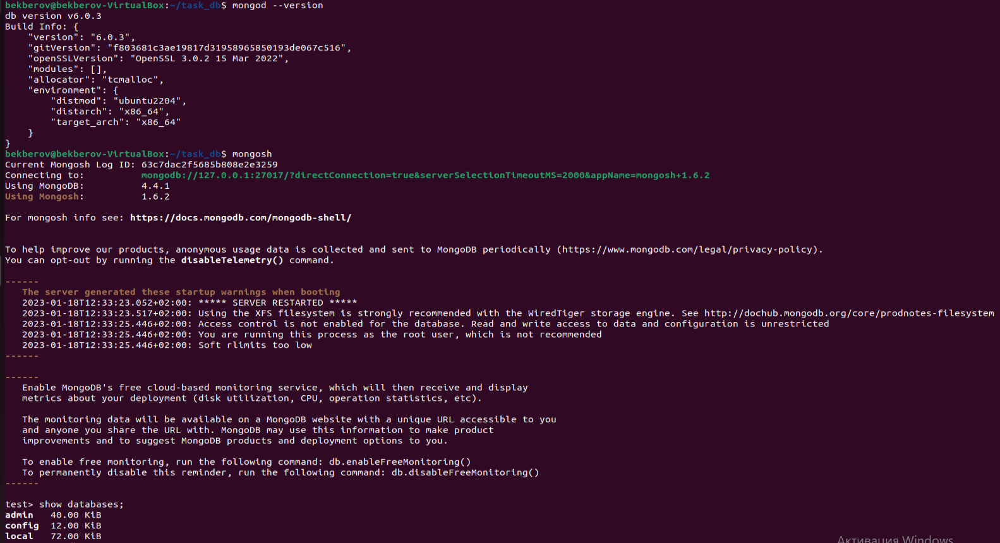 bekberov@bekberov-VirtualBox:~/task_db$ mongod --version
db version v6.0.3
Build Info: {
    "version": "6.0.3",
    "gitVersion": "f803681c3ae19817d31958965850193de067c516",
    "openSSLVersion": "OpenSSL 3.0.2 15 Mar 2022",
    "modules": [],
    "allocator": "tcmalloc",
    "environment": {
        "distmod": "ubuntu2204",
        "distarch": "x86_64",
        "target_arch": "x86_64"
    }
}
bekberov@bekberov-VirtualBox:~/task_db$ mongosh
Current Mongosh Log ID: 63c7dac2f5685b808e2e3259
Connecting to:          mongodb://127.0.0.1:27017/?directConnection=true&serverSelectionTimeoutMS=2000&appName=mongosh+1.6.2
Using MongoDB:          4.4.1
Using Mongosh:          1.6.2
For mongosh info see: https://docs.mongodb.com/mongodb-shell/
To help improve our products, anonymous usage data is collected and sent to MongoDB periodically (https://www.mongodb.com/legal/privacy-policy).
You can opt-out by running the disableTelemetry() command.
------
   The server generated these startup warnings when booting
   2023-01-18T12:33:23.052+02:00: ***** SERVER RESTARTED *****
   2023-01-18T12:33:23.517+02:00: Using the XFS filesystem is strongly recommended with the WiredTiger storage engine. See http://dochub.mongodb.org/core/prodnotes-filesystem
   2023-01-18T12:33:25.446+02:00: Access control is not enabled for the database. Read and write access to data and configuration is unrestricted
   2023-01-18T12:33:25.446+02:00: You are running this process as the root user, which is not recommended
   2023-01-18T12:33:25.446+02:00: Soft rlimits too low
------
------
   Enable MongoDB's free cloud-based monitoring service, which will then receive and display
   metrics about your deployment (disk utilization, CPU, operation statistics, etc).
   The monitoring data will be available on a MongoDB website with a unique URL accessible to you
   and anyone you share the URL with. MongoDB may use this information to make product
   improvements and to suggest MongoDB products and deployment options to you.
   To enable free monitoring, run the following command: db.enableFreeMonitoring()
   To permanently disable this reminder, run the following command: db.disableFreeMonitoring()
------
test> show databases;
admin   40.00 KiB
config  12.00 KiB
local   72.00 KiB
Активация Windows